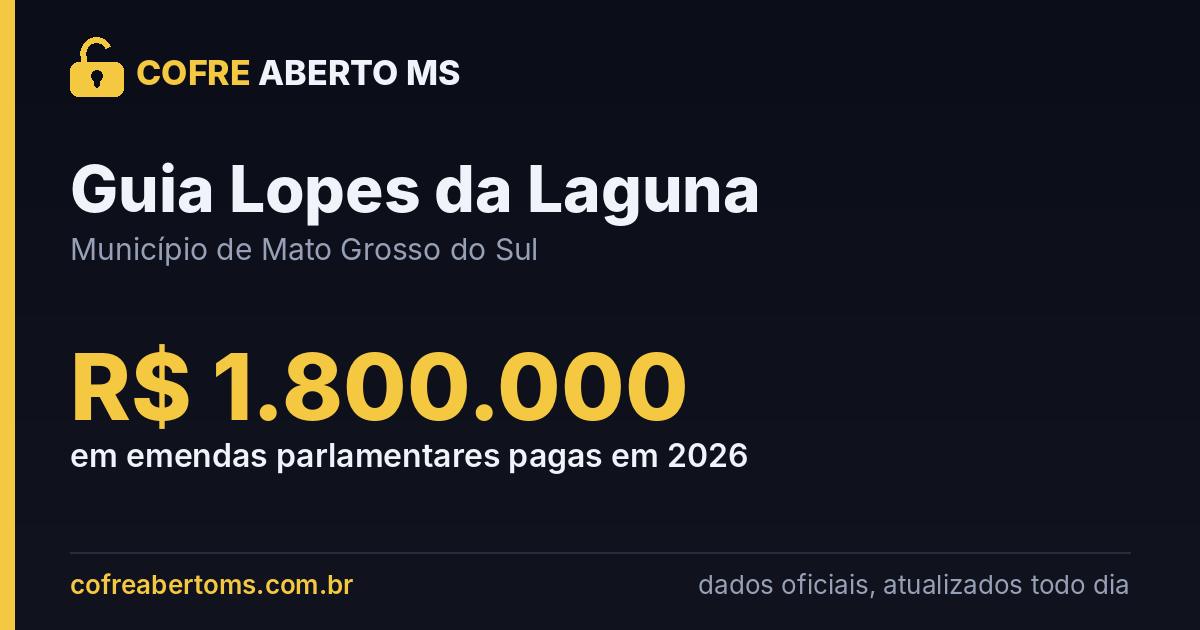 COFRE ABERTO MS
Guia Lopes da Laguna
Município de Mato Grosso do Sul
R$ 1.800.000
em emendas parlamentares pagas em 2026
cofreabertoms.com.br
dados oficiais, atualizados todo dia